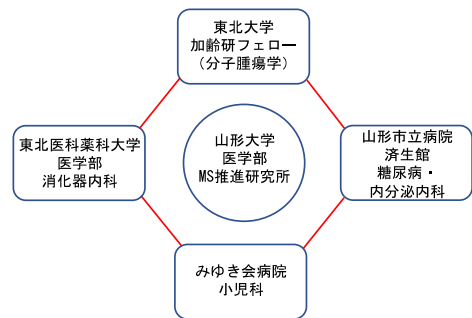 東北大学
加齢研フェロー
（分子腫瘍学）
東北医科薬科大学
医学部
消化器内科
山形大学
医学部
MS推進研究所
山形市立病院
済生館
糖尿病・
内分泌内科
みゆき会病院
小児科